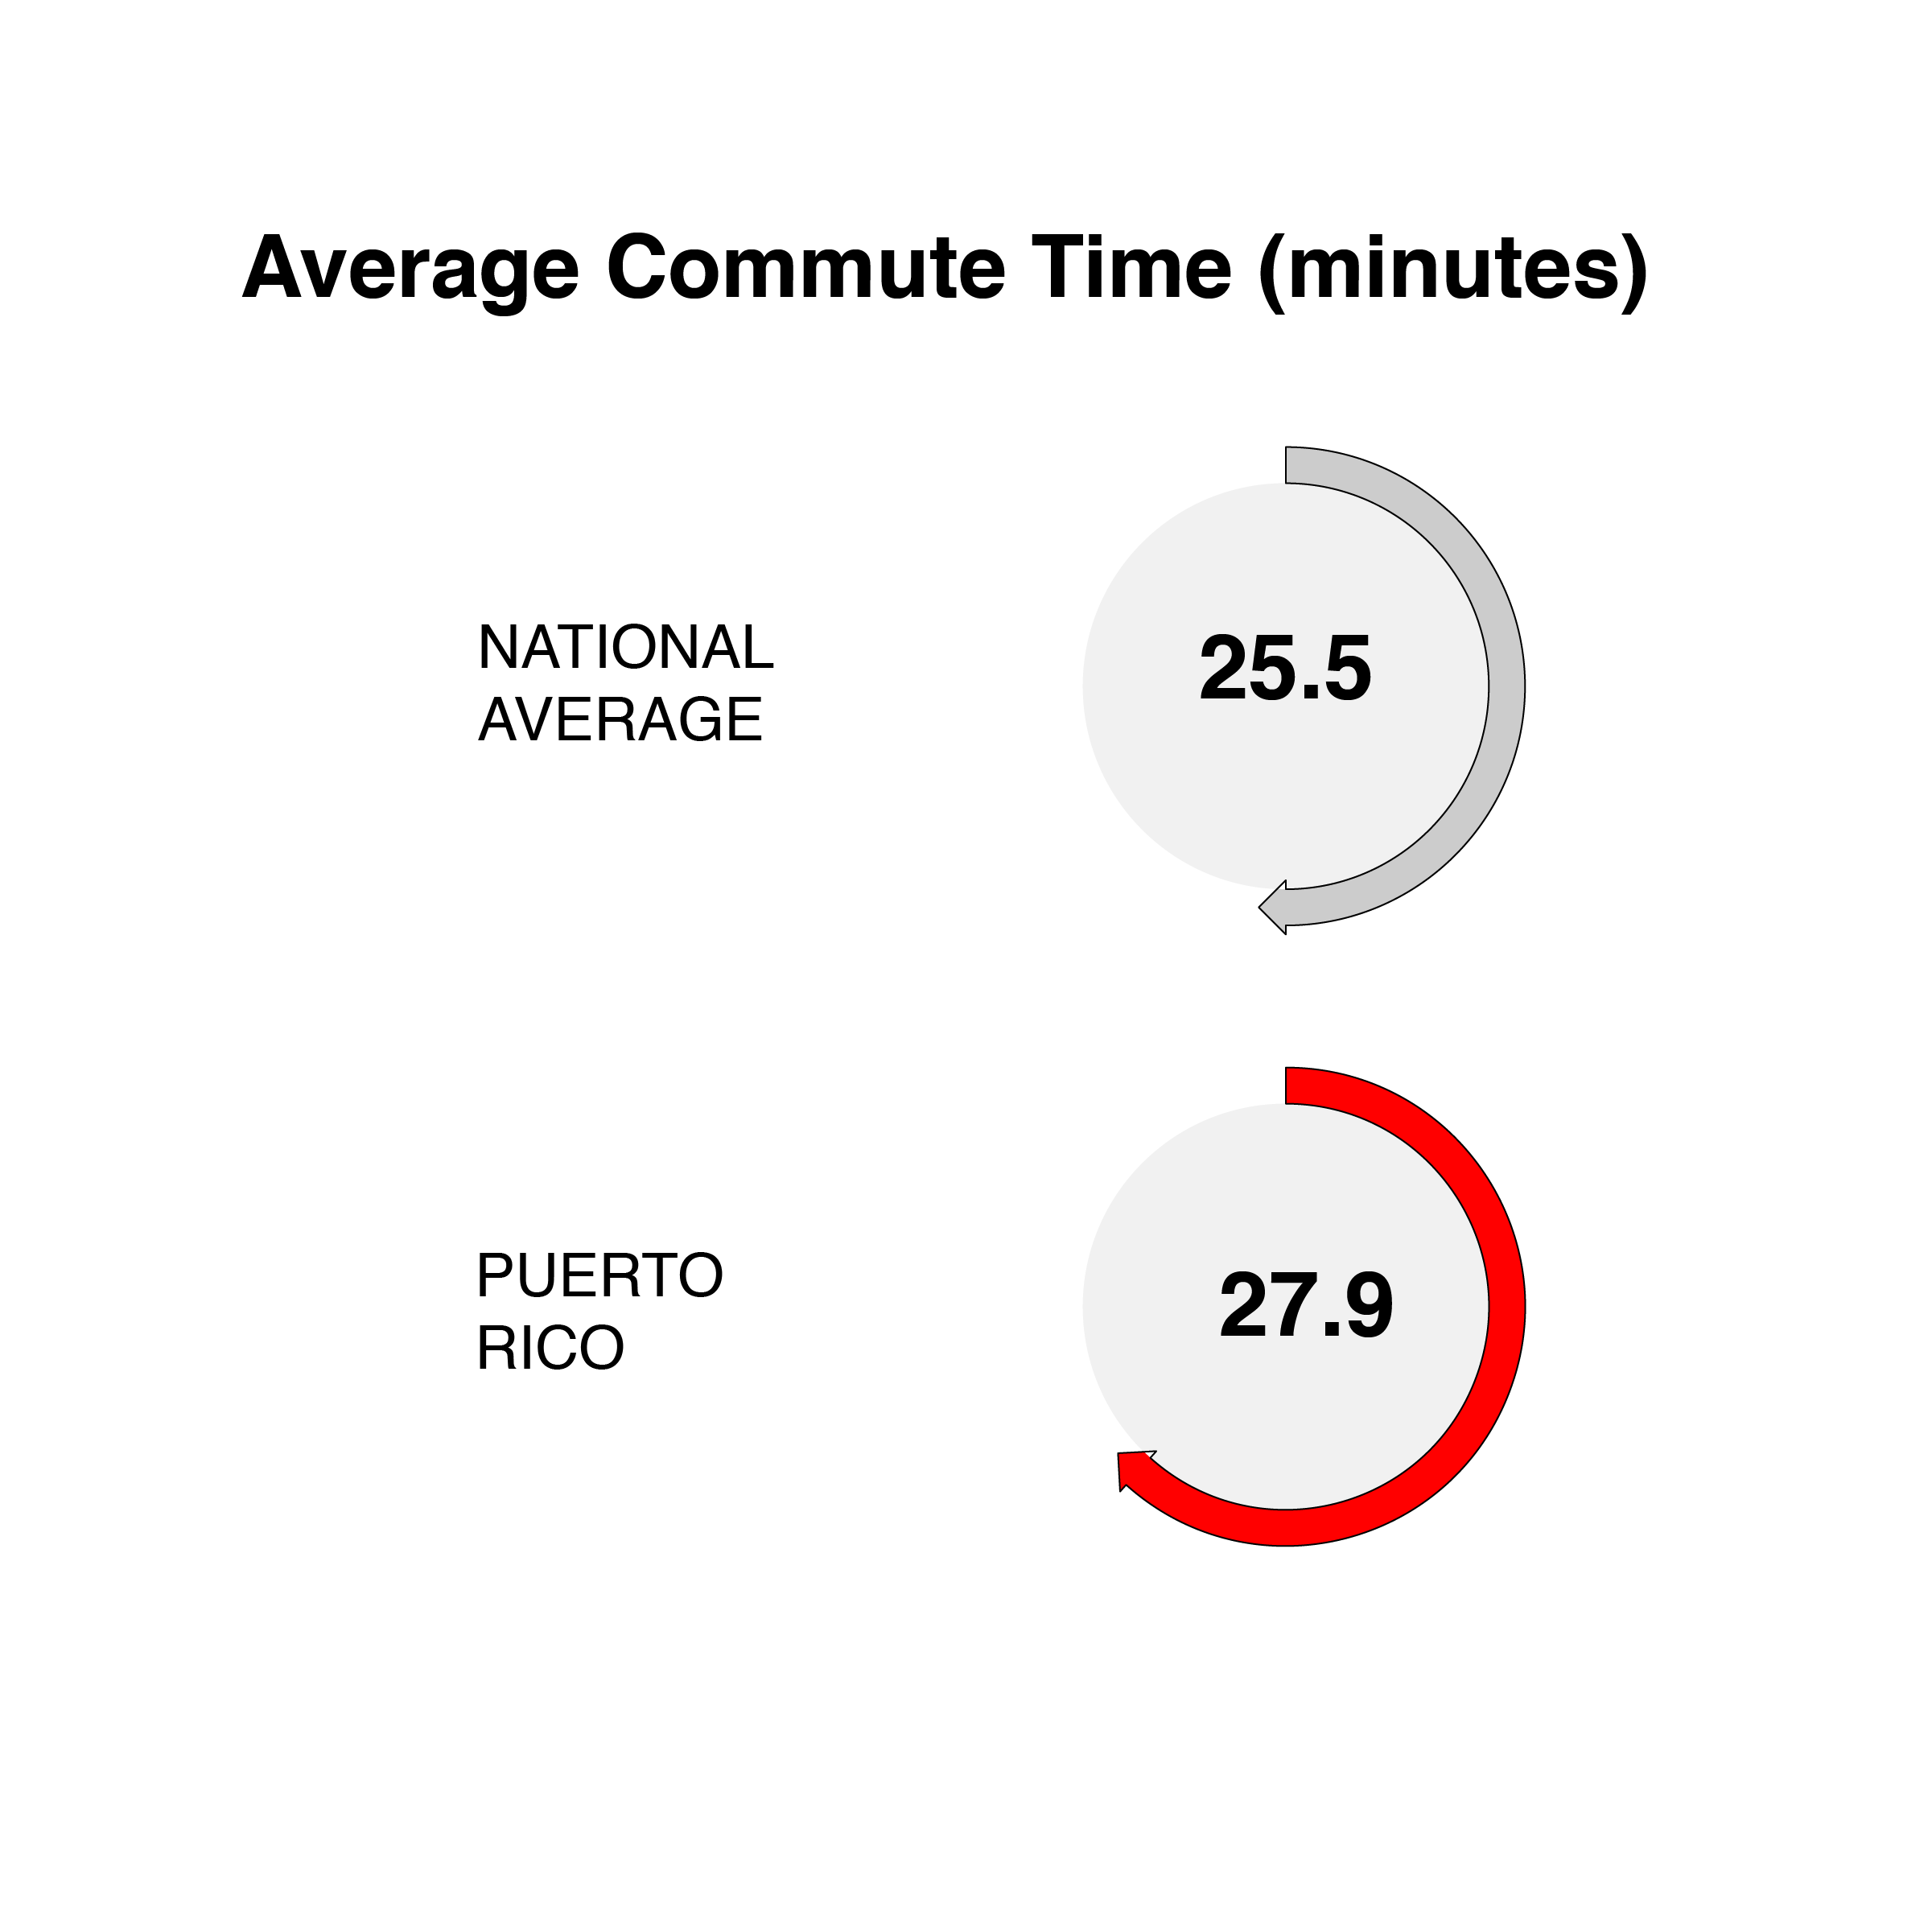 Average Commute Time (minutes)
NATIONAL
AVERAGE
25.5
PUERTO
RICO
27.9